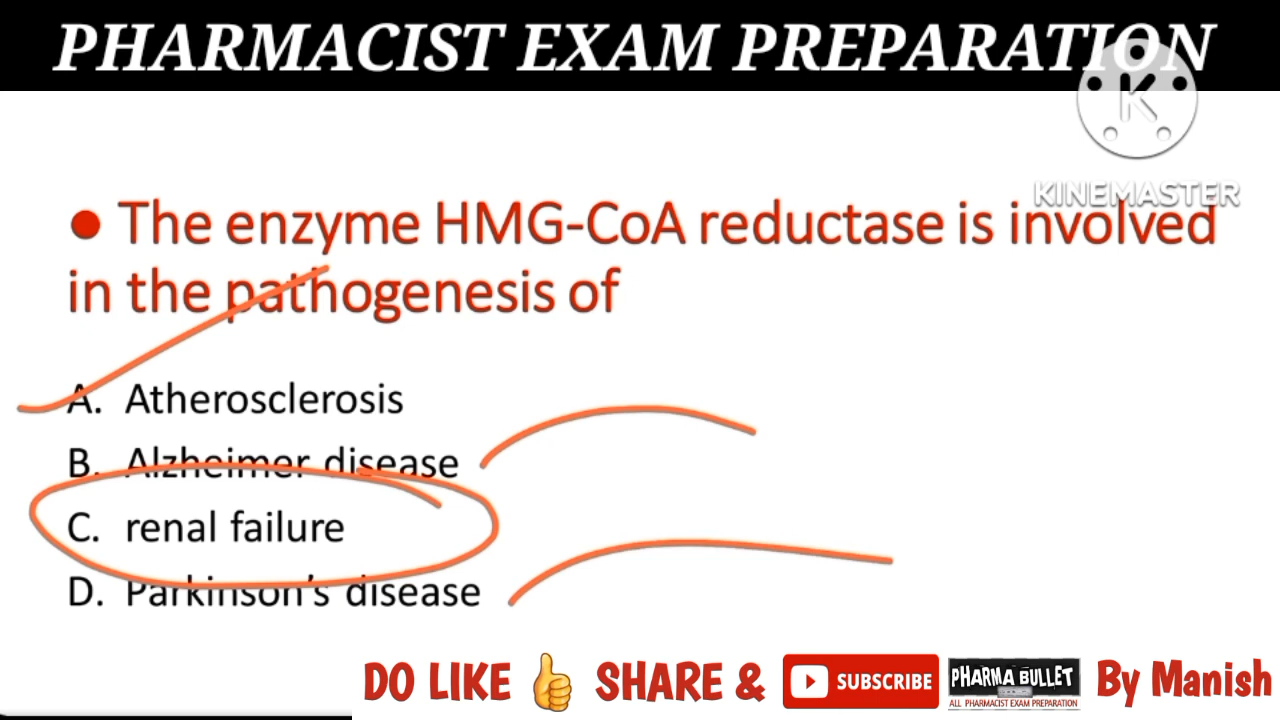 PHARMACIST EXAM PREPARATION
K
KINEMASTER
● The enzyme HMG-CoA reductase is involved
in the pathogenesis of
A. Atherosclerosis
B. Alzheimer disease
C. renal failure
D. Parkinson's disease
DO LIKE 👍 SHARE & SUBSCRIBE PHARMA BULLET By Manish
ALL PHARMACIST EXAM PREPARATION